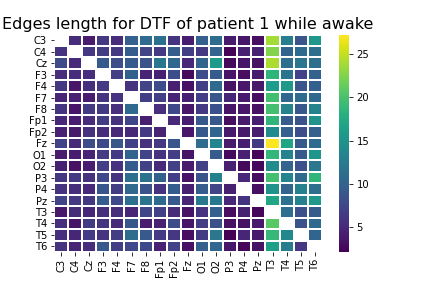 Edges length for DTF of patient 1 while awake
C3
C4
Cz
F3
F4
F7
F8
Fp1
Fp2
Fz
O1
O2
P3
P4
Pz
T3
T4
T5
T6
C3 C4 Cz F3 F4 F7 F8 Fp1 Fp2 Fz O1 O2 P3 P4 Pz T3 T4 T5 T6
25
20
15
10
5